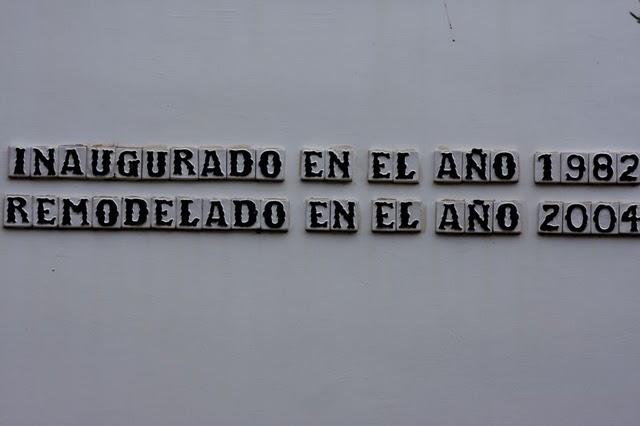 INAUGURADO EN EL AÑO 1982
REMODELADO EN EL AÑO 2004